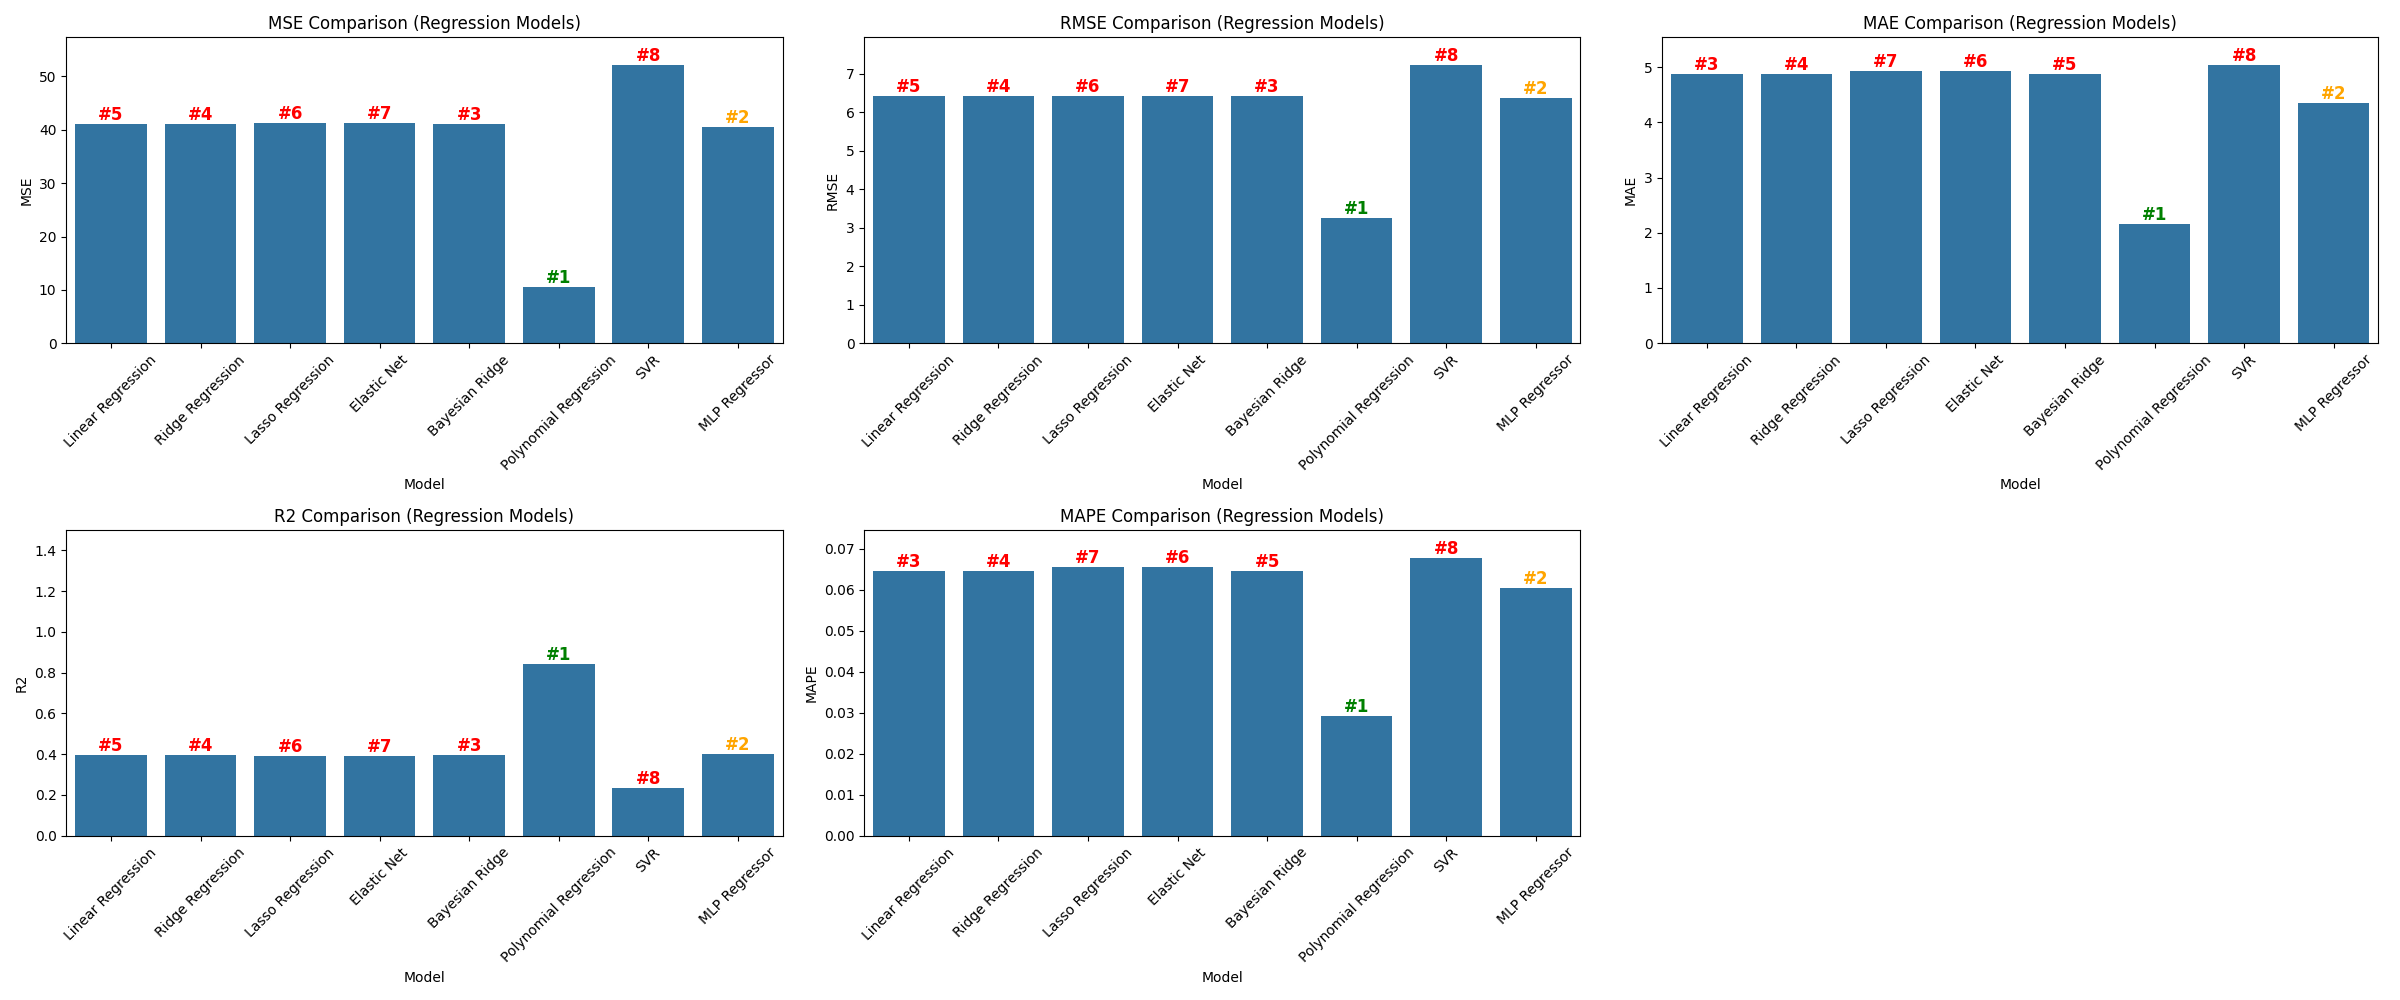 MSE Comparison (Regression Models)
MSE
50
40
30
20
10
0
#5
#4
#6
#7
#3
#1
#8
#2
Linear Regression
Ridge Regression
Lasso Regression
Elastic Net
Bayesian Ridge
Polynomial Regression
SVR
MLP Regressor
Model
RMSE Comparison (Regression Models)
RMSE
7
6
5
4
3
2
1
0
#5
#4
#6
#7
#3
#1
#8
#2
Linear Regression
Ridge Regression
Lasso Regression
Elastic Net
Bayesian Ridge
Polynomial Regression
SVR
MLP Regressor
Model
MAE Comparison (Regression Models)
MAE
5
4
3
2
1
0
#3
#4
#7
#6
#5
#1
#8
#2
Linear Regression
Ridge Regression
Lasso Regression
Elastic Net
Bayesian Ridge
Polynomial Regression
SVR
MLP Regressor
Model
R2 Comparison (Regression Models)
R2
1.4
1.2
1.0
0.8
0.6
0.4
0.2
0.0
#5
#4
#6
#7
#3
#1
#8
#2
Linear Regression
Ridge Regression
Lasso Regression
Elastic Net
Bayesian Ridge
Polynomial Regression
SVR
MLP Regressor
Model
MAPE Comparison (Regression Models)
MAPE
0.07
0.06
0.05
0.04
0.03
0.02
0.01
0.00
#3
#4
#7
#6
#5
#1
#8
#2
Linear Regression
Ridge Regression
Lasso Regression
Elastic Net
Bayesian Ridge
Polynomial Regression
SVR
MLP Regressor
Model